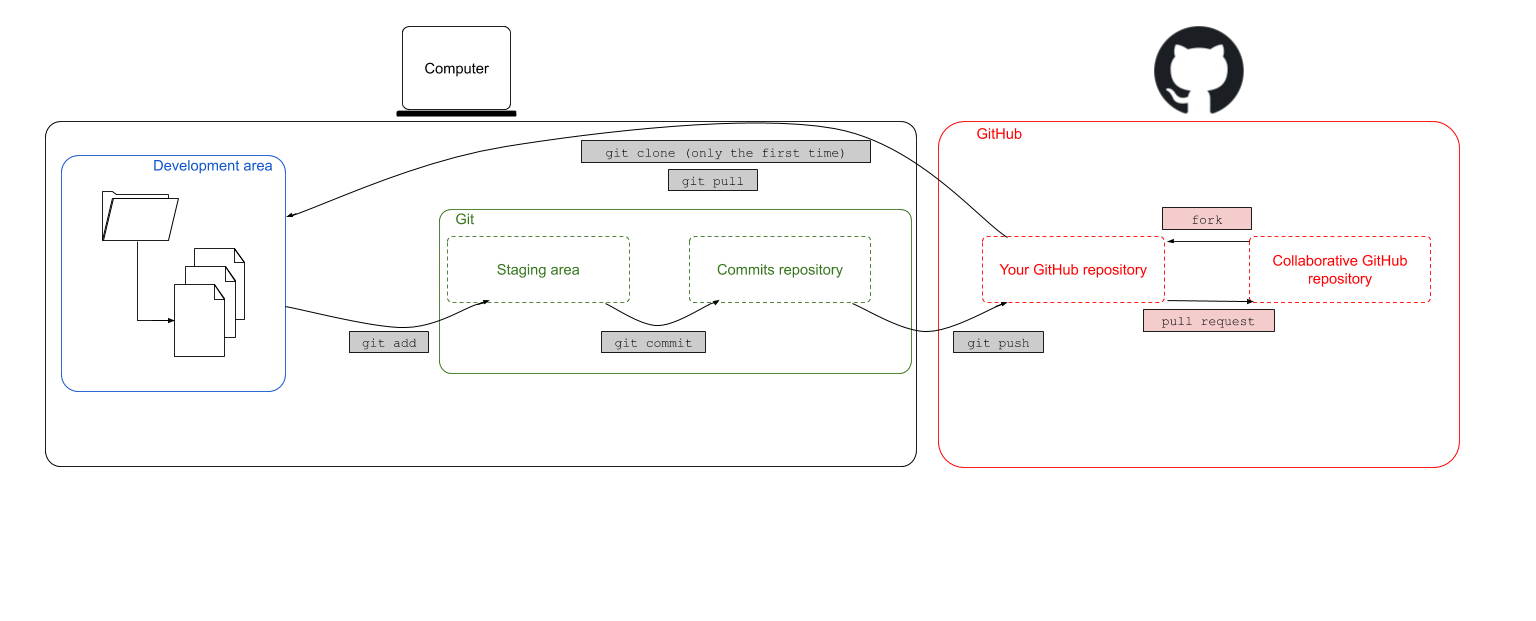 Computer
GitHub
Development area
git clone (only the first time)
git pull
Git
fork
Staging area
Commits repository
Your GitHub repository
Collaborative GitHub
repository
pull request
git add
git commit
git push